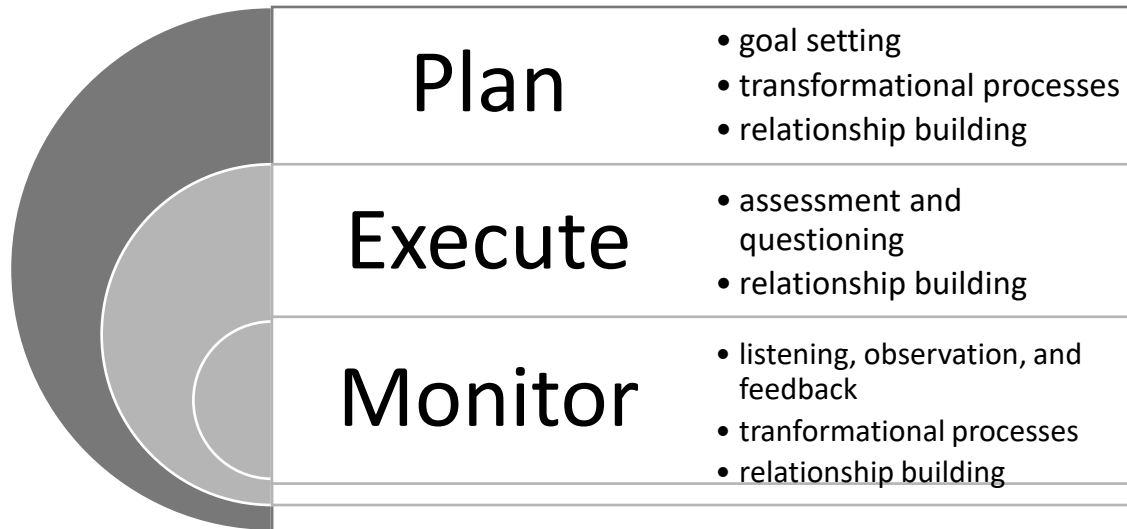 Plan
• goal setting
• transformational processes
• relationship building
Execute
• assessment and
questioning
• relationship building
Monitor
• listening, observation, and
feedback
• tranformational processes
• relationship building